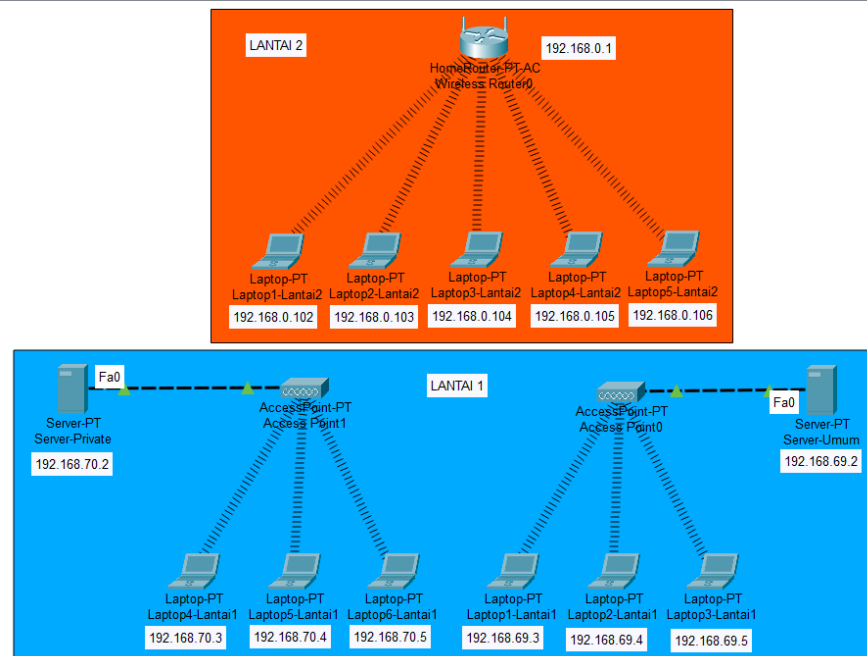 LANTAI 2
192.168.0.1
HomeRouter-PT-AC
Wireless Router0
Laptop-PT
Laptop1-Lantai2
192.168.0.102
Laptop-PT
Laptop2-Lantai2
192.168.0.103
Laptop-PT
Laptop3-Lantai2
192.168.0.104
Laptop-PT
Laptop4-Lantai2
192.168.0.105
Laptop-PT
Laptop5-Lantai2
192.168.0.106
LANTAI 1
Fa0
Server-PT
Server-Private
192.168.70.2
AccessPoint-PT
Access Point1
AccessPoint-PT
Access Point0
Fa0
Server-PT
Server-Umum
192.168.69.2
Laptop-PT
Laptop4-Lantai1
192.168.70.3
Laptop-PT
Laptop5-Lantai1
192.168.70.4
Laptop-PT
Laptop6-Lantai1
192.168.70.5
Laptop-PT
Laptop1-Lantai1
192.168.69.3
Laptop-PT
Laptop2-Lantai1
192.168.69.4
Laptop-PT
Laptop3-Lantai1
192.168.69.5